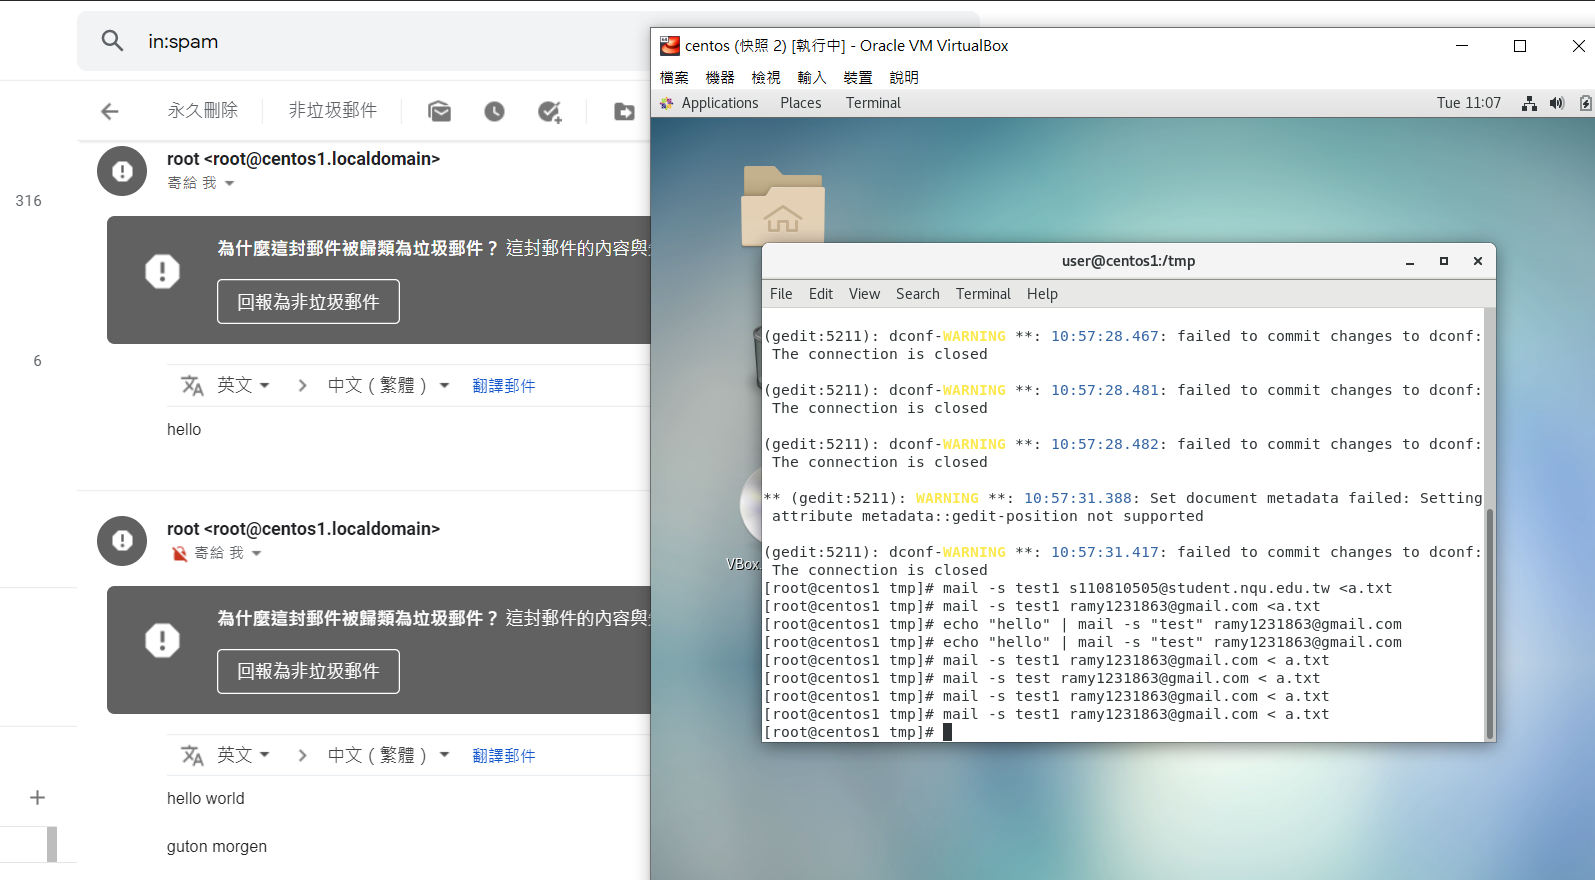 in:spam
永久刪除
非垃圾郵件
316
6
root <root@centos1.localdomain>
寄給 我
為什麼這封郵件被歸類為垃圾郵件？ 這封郵件的內容與
回報為非垃圾郵件
英文
中文（繁體）
翻譯郵件
hello
root <root@centos1.localdomain>
寄給 我
為什麼這封郵件被歸類為垃圾郵件？ 這封郵件的內容與
回報為非垃圾郵件
英文
中文（繁體）
翻譯郵件
hello world
guton morgen
centos (快照 2) [執行中] - Oracle VM VirtualBox
檔案 機器 檢視 輸入 裝置 說明
Applications Places Terminal Tue 11:07
VBox
user@centos1:/tmp
File Edit View Search Terminal Help
(gedit:5211): dconf-WARNING **: 10:57:28.467: failed to commit changes to dconf:
The connection is closed
(gedit:5211): dconf-WARNING **: 10:57:28.481: failed to commit changes to dconf:
The connection is closed
(gedit:5211): dconf-WARNING **: 10:57:28.482: failed to commit changes to dconf:
The connection is closed
** (gedit:5211): WARNING **: 10:57:31.388: Set document metadata failed: Setting
attribute metadata::gedit-position not supported
(gedit:5211): dconf-WARNING **: 10:57:31.417: failed to commit changes to dconf:
The connection is closed
[root@centos1 tmp]# mail -s test1 s110810505@student.nqu.edu.tw <a.txt
[root@centos1 tmp]# mail -s test1 ramy1231863@gmail.com <a.txt
[root@centos1 tmp]# echo "hello" | mail -s "test" ramy1231863@gmail.com
[root@centos1 tmp]# echo "hello" | mail -s "test" ramy1231863@gmail.com
[root@centos1 tmp]# mail -s test1 ramy1231863@gmail.com < a.txt
[root@centos1 tmp]# mail -s test ramy1231863@gmail.com < a.txt
[root@centos1 tmp]# mail -s test1 ramy1231863@gmail.com < a.txt
[root@centos1 tmp]# mail -s test1 ramy1231863@gmail.com < a.txt
[root@centos1 tmp]#